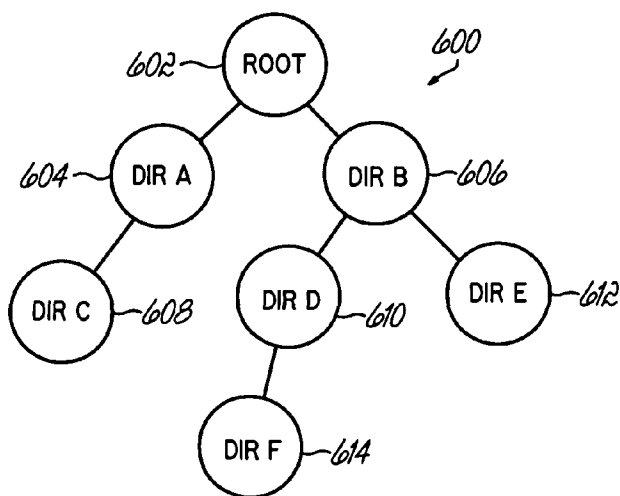 600
602 ROOT
604 DIR A
DIR B 606
DIR C 608
DIR D 610
DIR E 612
DIR F 614